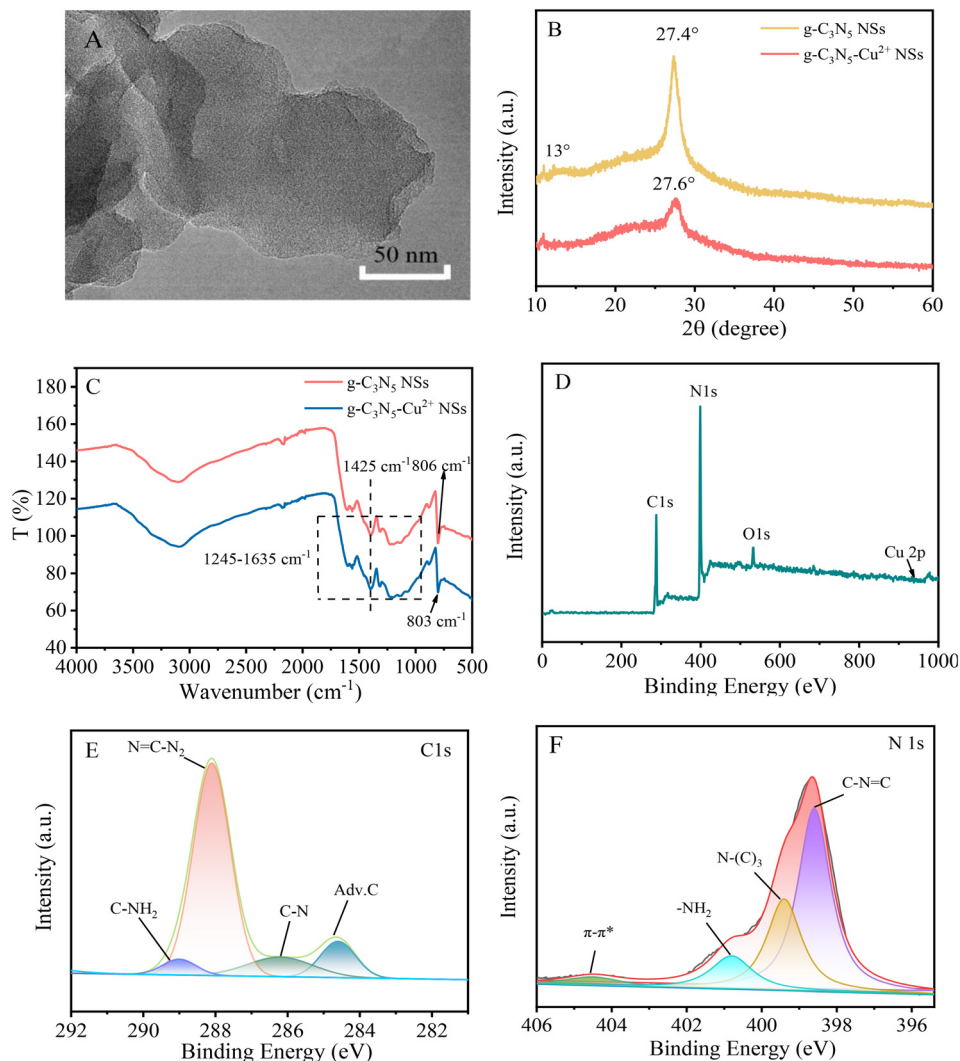 A
50 nm
B
27.4°
g-C₃N₅ NSs
g-C₃N₅-Cu²⁺ NSs
13°
27.6°
Intensity (a.u.)
10 20 30 40 50 60
2θ (degree)
C
g-C₃N₅ NSs
g-C₃N₅-Cu²⁺ NSs
180
160
140
120
100
80
60
40
T (%)
1425 cm⁻¹ 806 cm⁻¹
1245-1635 cm⁻¹
803 cm⁻¹
4000 3500 3000 2500 2000 1500 1000 500
Wavenumber (cm⁻¹)
D
N1s
C1s
O1s
Cu 2p
Intensity (a.u.)
0 200 400 600 800 1000
Binding Energy (eV)
E
C1s
N=C-N₂
C-NH₂
C-N
Adv.C
Intensity (a.u.)
292 290 288 286 284 282
Binding Energy (eV)
F
N 1s
C-N=C
N-(C)₃
-NH₂
π-π*
Intensity (a.u.)
406 404 402 400 398 396
Binding Energy (eV)